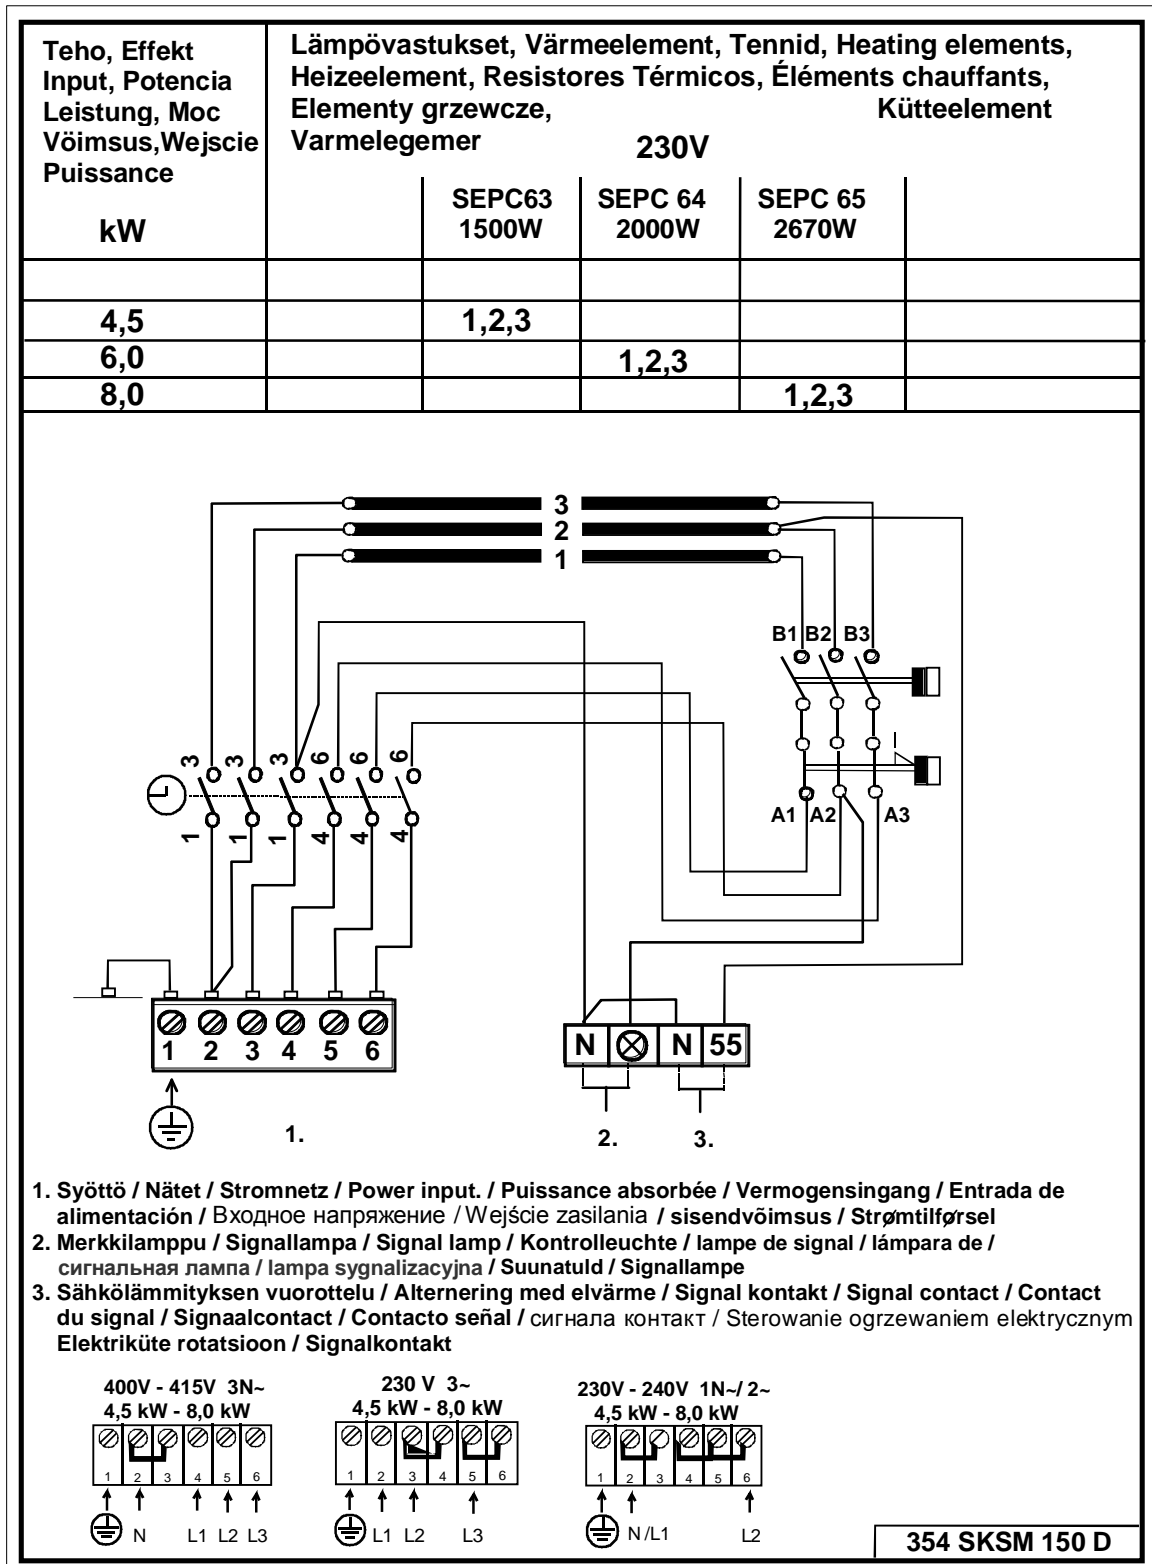 Teho, Effekt
Input, Potencia
Leistung, Moc
Vöimsus,Wejscie
Puissance
kW
Lämpövastukset, Värmeelement, Tennid, Heating elements,
Heizeelement, Resistores Térmicos, Éléments chauffants,
Elementy grzewcze, Kütteelement
Varmelegemer 230V
SEPC63 SEPC 64 SEPC 65
1500W 2000W 2670W
4,5 1,2,3
6,0 1,2,3
8,0 1,2,3
3
2
1
B1 B2 B3
3 3 3 6 6 6
1 1 1 4 4 4
A1 A2 A3
1 2 3 4 5 6
N N 55
1. 2. 3.
1. Syöttö / Nätet / Stromnetz / Power input. / Puissance absorbée / Vermogensingang / Entrada de
alimentación / Входное напряжение / Wejście zasilania / sisendvõimsus / Strømtilførsel
2. Merkkilamppu / Signallampa / Signal lamp / Kontrolleuchte / lampe de signal / lámpara de /
сигнальная лампа / lampa sygnalizacyjna / Suunatuld / Signallampe
3. Sähkölämmityksen vuorottelu / Alternering med elvärme / Signal kontakt / Signal contact / Contact
du signal / Signaalcontact / Contacto señal / сигнала контакт / Sterowanie ogrzewaniem elektrycznym
Elektriküte rotatsioon / Signalkontakt
400V - 415V 3N~
4,5 kW - 8,0 kW
1 2 3 4 5 6
N L1 L2 L3
230 V 3~
4,5 kW - 8,0 kW
1 2 3 4 5 6
L1 L2 L3
230V - 240V 1N~/ 2~
4,5 kW - 8,0 kW
1 2 3 4 5 6
N /L1 L2
354 SKSM 150 D